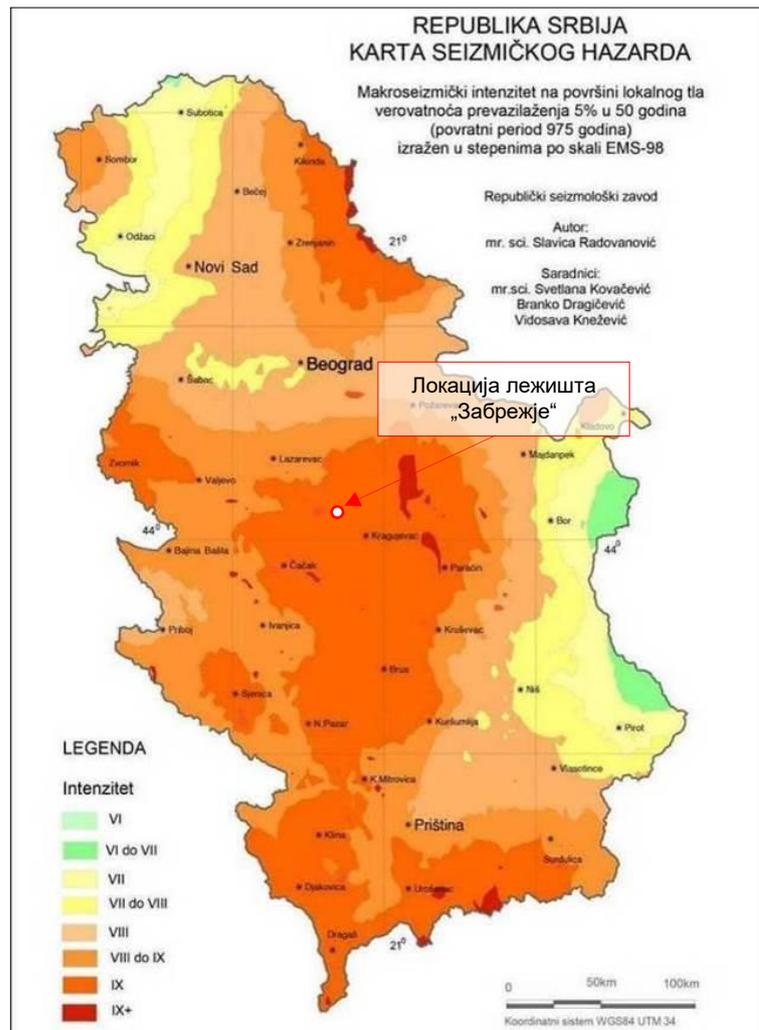 REPUBLIKA SRBIJA
KARTA SEIZMIČKOG HAZARDA
Makroseizmički intenzitet na površini lokalnog tla
verovatnoća prevazilaženja 5% u 50 godina
(povratni period 975 godina)
izražen u stepenima po skali EMS-98
Republički seizmološki zavod
Autor:
mr. sci. Slavica Radovanović
Saradnici:
mr.sci. Svetlana Kovačević
Branko Dragičević
Vidosava Knežević
Subotica
Sombor
Kikinda
Bečej
Odžaci
Zrenjanin
21⁰
Novi Sad
Beograd
Šabac
Локација лежишта
„Забрежје“
Požarevac
Kladovo
Zvornik
Lazarevac
Majdanpek
Valjevo
Bor
44⁰
Kragujevac
44⁰
Bajina Bašta
Čačak
Paraćin
Priboj
Ivanjica
Kruševac
Brus
Sjenica
Niš
N.Pazar
Kuršumlija
Pirot
K.Mitrovica
Vlasotince
Priština
Klina
Surdulica
Djakovica
Uroševac
Dragaš
21⁰
LEGENDA
Intenzitet
VI
VI do VII
VII
VII do VIII
VIII
VIII do IX
IX
IX+
0 50km 100km
Koordinatni sistem WGS84 UTM 34